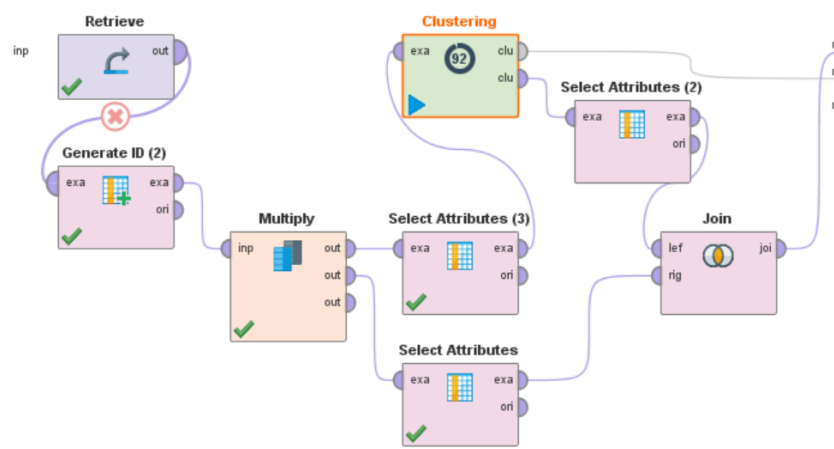 Retrieve
inp
out
Generate ID (2)
exa
exa
ori
Multiply
inp
out
out
out
Clustering
exa
92
clu
clu
Select Attributes (2)
exa
exa
ori
Select Attributes (3)
exa
exa
ori
Select Attributes
exa
exa
ori
Join
lef
joi
rig